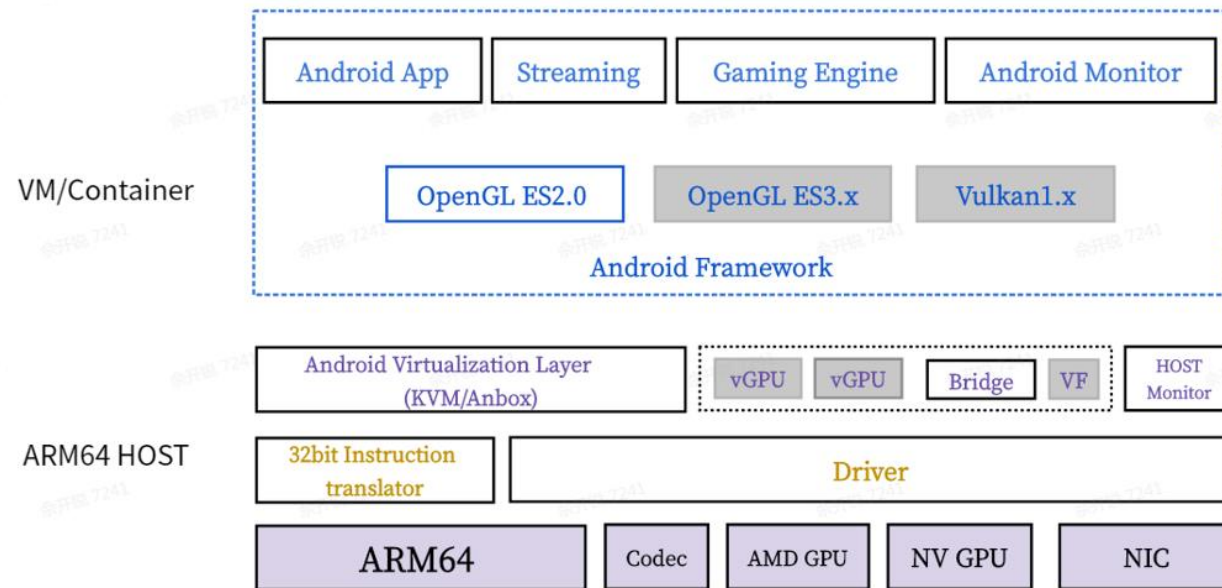 Android App
Streaming
Gaming Engine
Android Monitor
VM/Container
OpenGL ES2.0
OpenGL ES3.x
Vulkan1.x
Android Framework
Android Virtualization Layer
(KVM/Anbox)
vGPU
vGPU
Bridge
VF
HOST
Monitor
ARM64 HOST
32bit Instruction
translator
Driver
ARM64
Codec
AMD GPU
NV GPU
NIC